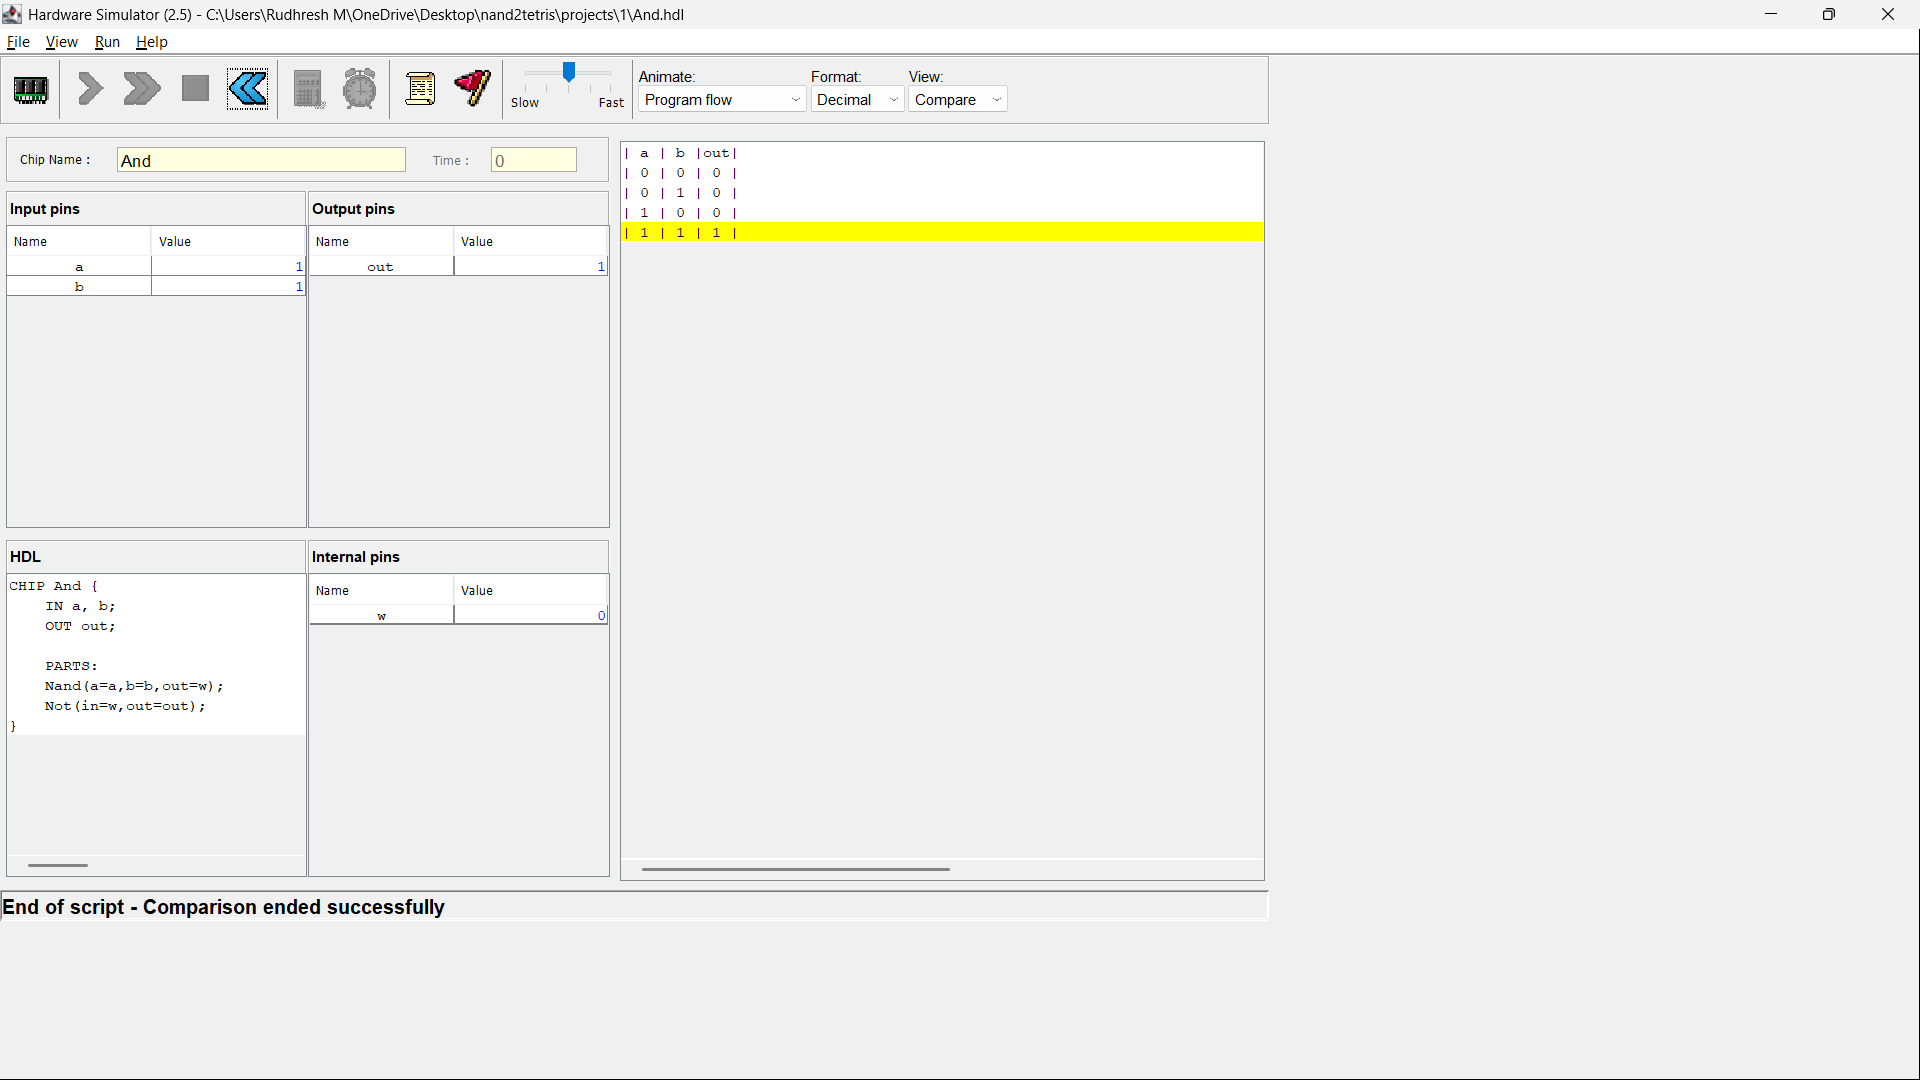 Hardware Simulator (2.5) - C:\Users\Rudhresh M\OneDrive\Desktop\nand2tetris\projects\1\And.hdl
File View Run Help
Slow Fast
Animate: Format: View:
Program flow Decimal Compare
Chip Name : And Time : 0
Input pins
Name Value
a 1
b 1
Output pins
Name Value
out 1
HDL
CHIP And {
    IN a, b;
    OUT out;

    PARTS:
    Nand(a=a,b=b,out=w);
    Not(in=w,out=out);
}
Internal pins
Name Value
w 0
| a | b |out|
| 0 | 0 | 0 |
| 0 | 1 | 0 |
| 1 | 0 | 0 |
| 1 | 1 | 1 |
End of script - Comparison ended successfully